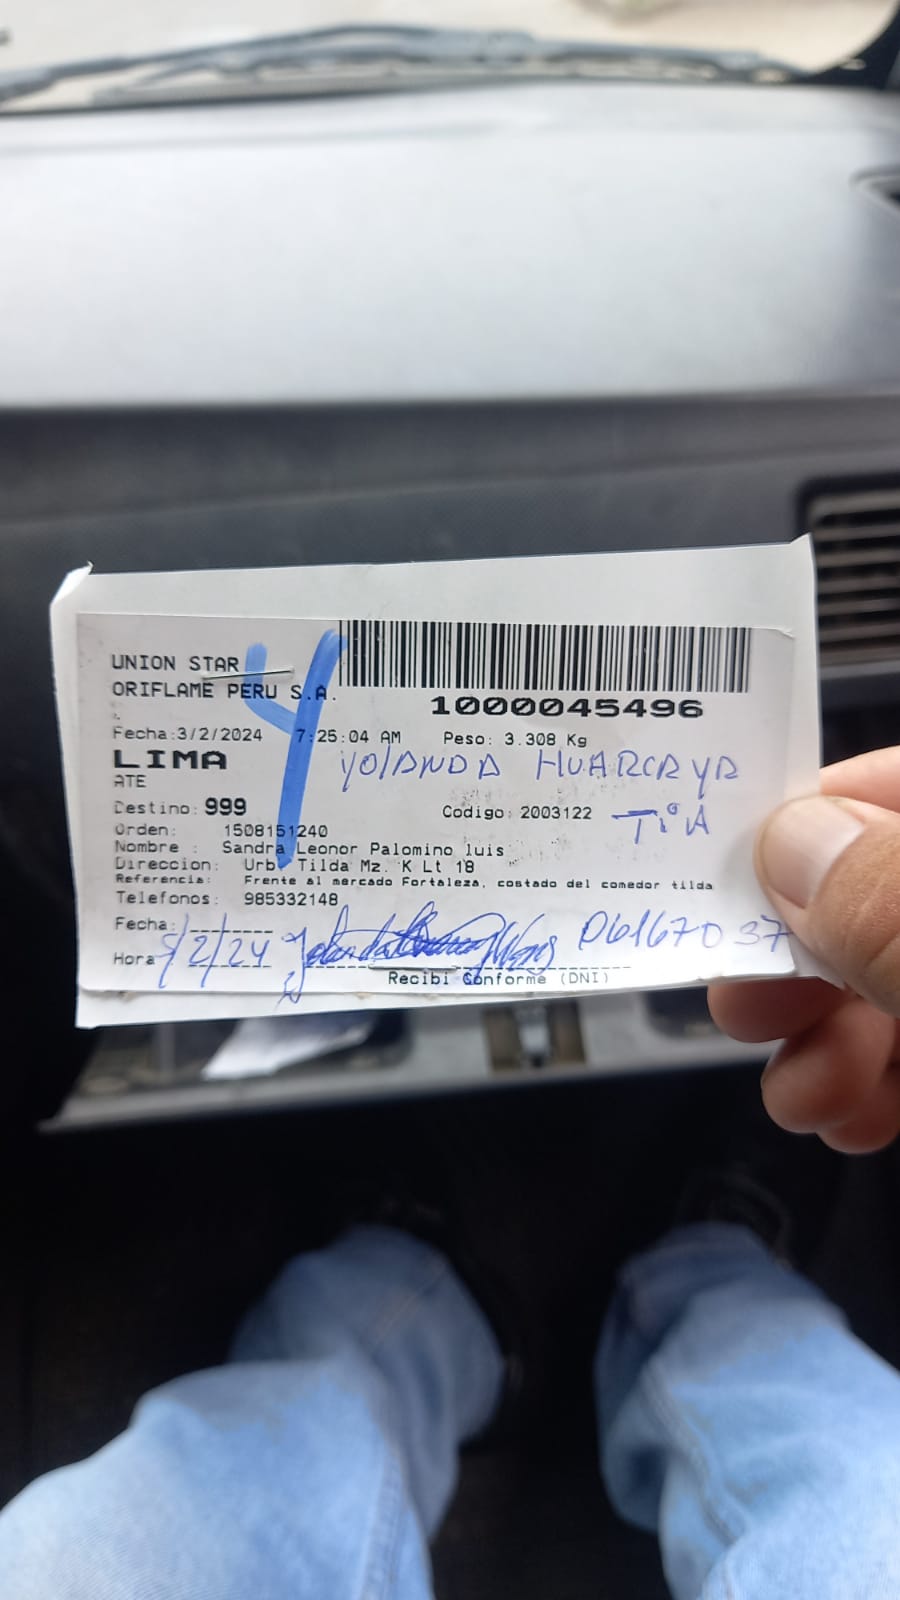 UNION STAR
ORIFLAME PERU S.A.
4
1000045496
Fecha:3/2/2024 7:25:04 AM Peso: 3.308 Kg
LIMA
YOLANDA HUARCAYA
ATE
Destino: 999 Codigo: 2003122
TiA
Orden: 1508151240
Nombre : Sandra Leonor Palomino luis
Direccion: Urb. Tilda Mz. K Lt 18
Referencia: Frente al mercado Fortaleza, costado del comedor tilda
Telefonos: 985332148
Fecha:
Hora 5/2/24 06167037
Recibi Conforme (DNI)